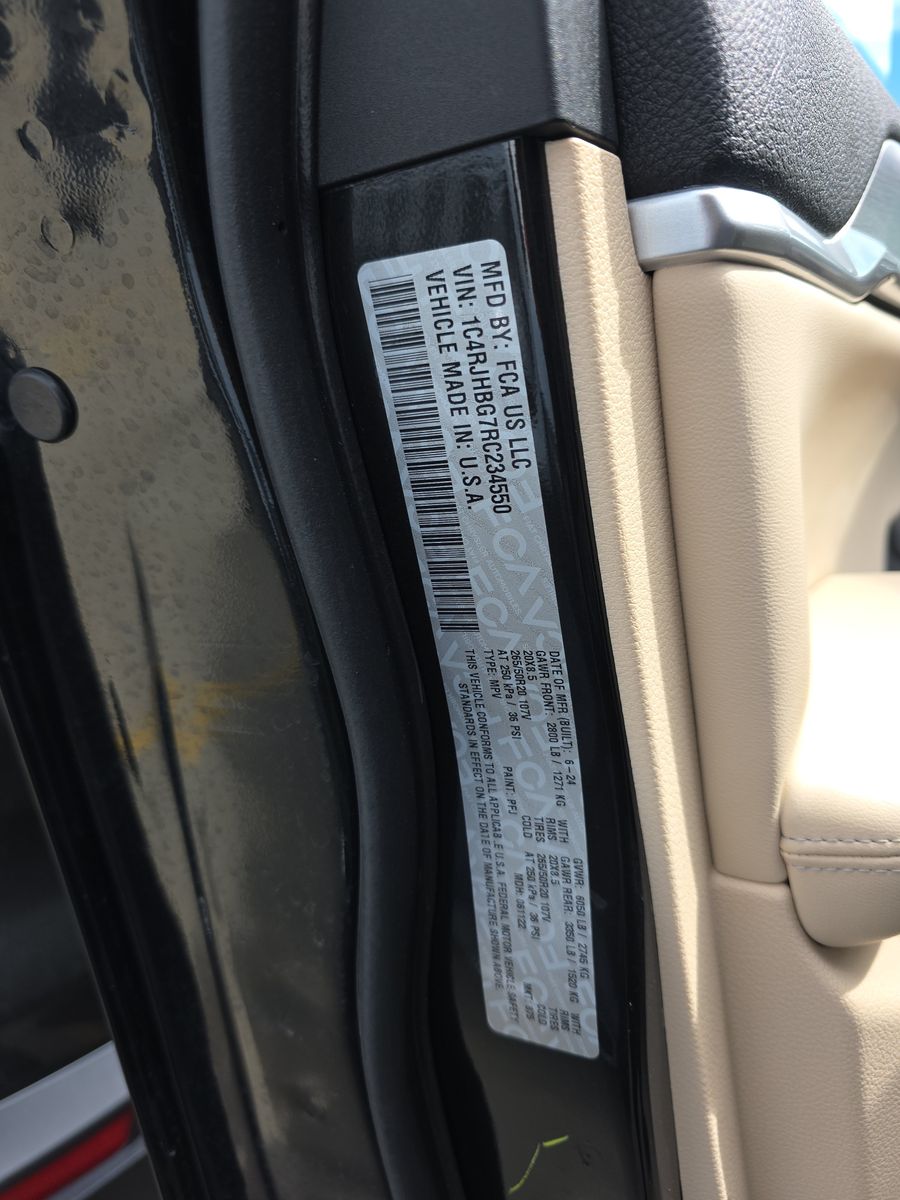 MFD BY: FCA US LLC
VIN: 1C4RJHBG7RC234550
VEHICLE MADE IN: U.S.A.
DATE OF MFR (BUILT): 6-24 GVWR: 6050 LB / 2745 KG
GAWR FRONT: 2800 LB / 1271 KG WITH GAWR REAR: 3350 LB / 1520 KG WITH
20X8.5 RIMS 20X8.5 RIMS
265/50R20 107V TIRES 265/50R20 107V TIRES
AT 250 kPa / 36 PSI COLD AT 250 kPa / 36 PSI COLD
TYPE: MPV PAINT: PFJ MDH: 061122 MKT: 975
THIS VEHICLE CONFORMS TO ALL APPLICABLE U.S.A. FEDERAL MOTOR VEHICLE SAFETY
STANDARDS IN EFFECT ON THE DATE OF MANUFACTURE SHOWN ABOVE.